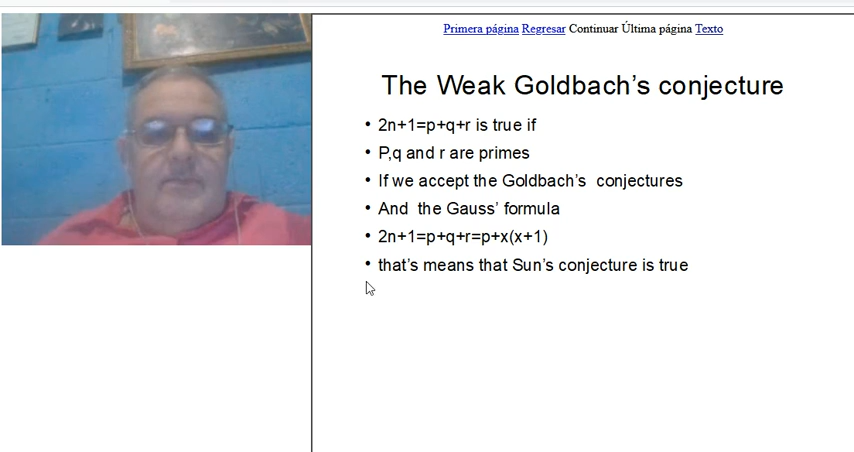 Primera página Regresar Continuar Última página Texto
The Weak Goldbach’s conjecture
• 2n+1=p+q+r is true if
• P,q and r are primes
• If we accept the Goldbach’s conjectures
• And the Gauss’ formula
• 2n+1=p+q+r=p+x(x+1)
• that’s means that Sun’s conjecture is true